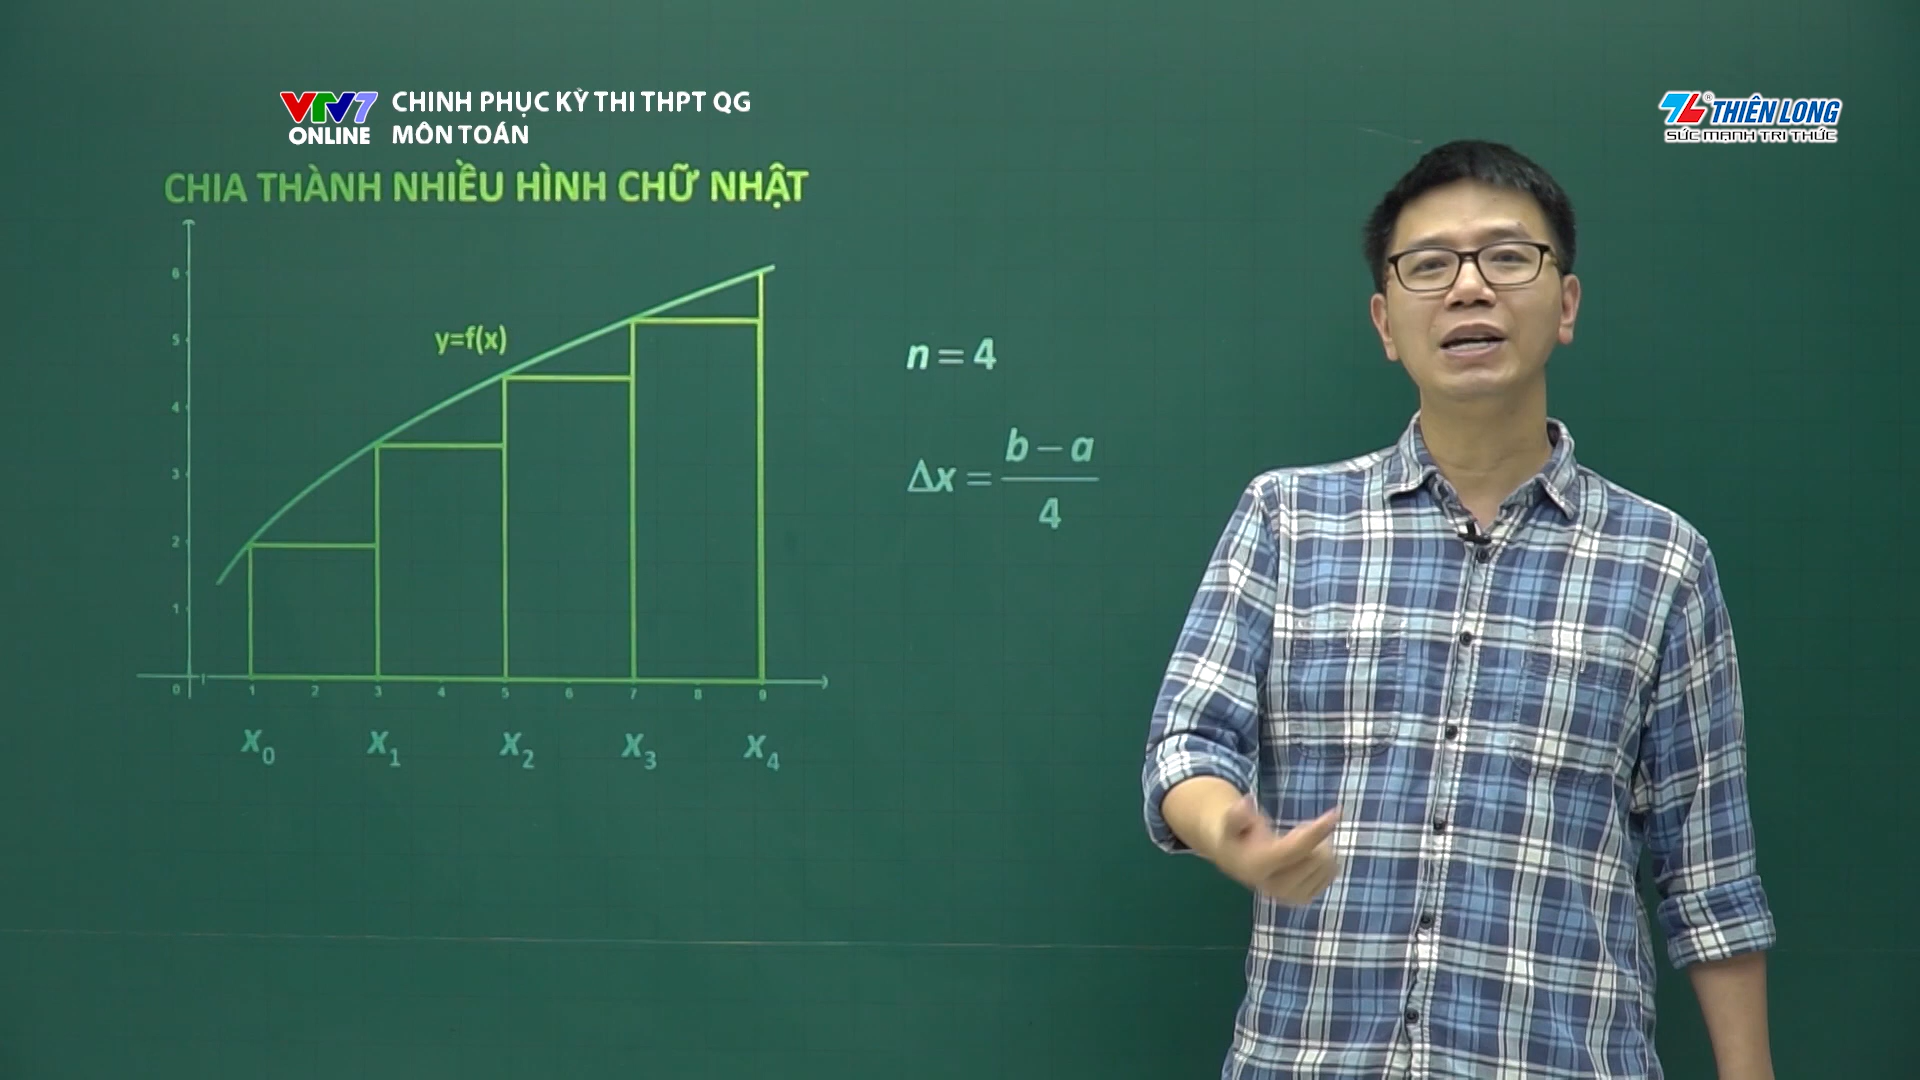 VTV7 CHINH PHỤC KỲ THI THPT QG
ONLINE MÔN TOÁN
THIÊN LONG
SỨC MẠNH TRI THỨC
CHIA THÀNH NHIỀU HÌNH CHỮ NHẬT
6
5
4
3
2
1
y=f(x)
0 1 2 3 4 5 6 7 8 9
x0 x1 x2 x3 x4
n = 4
Δx = b − a
4